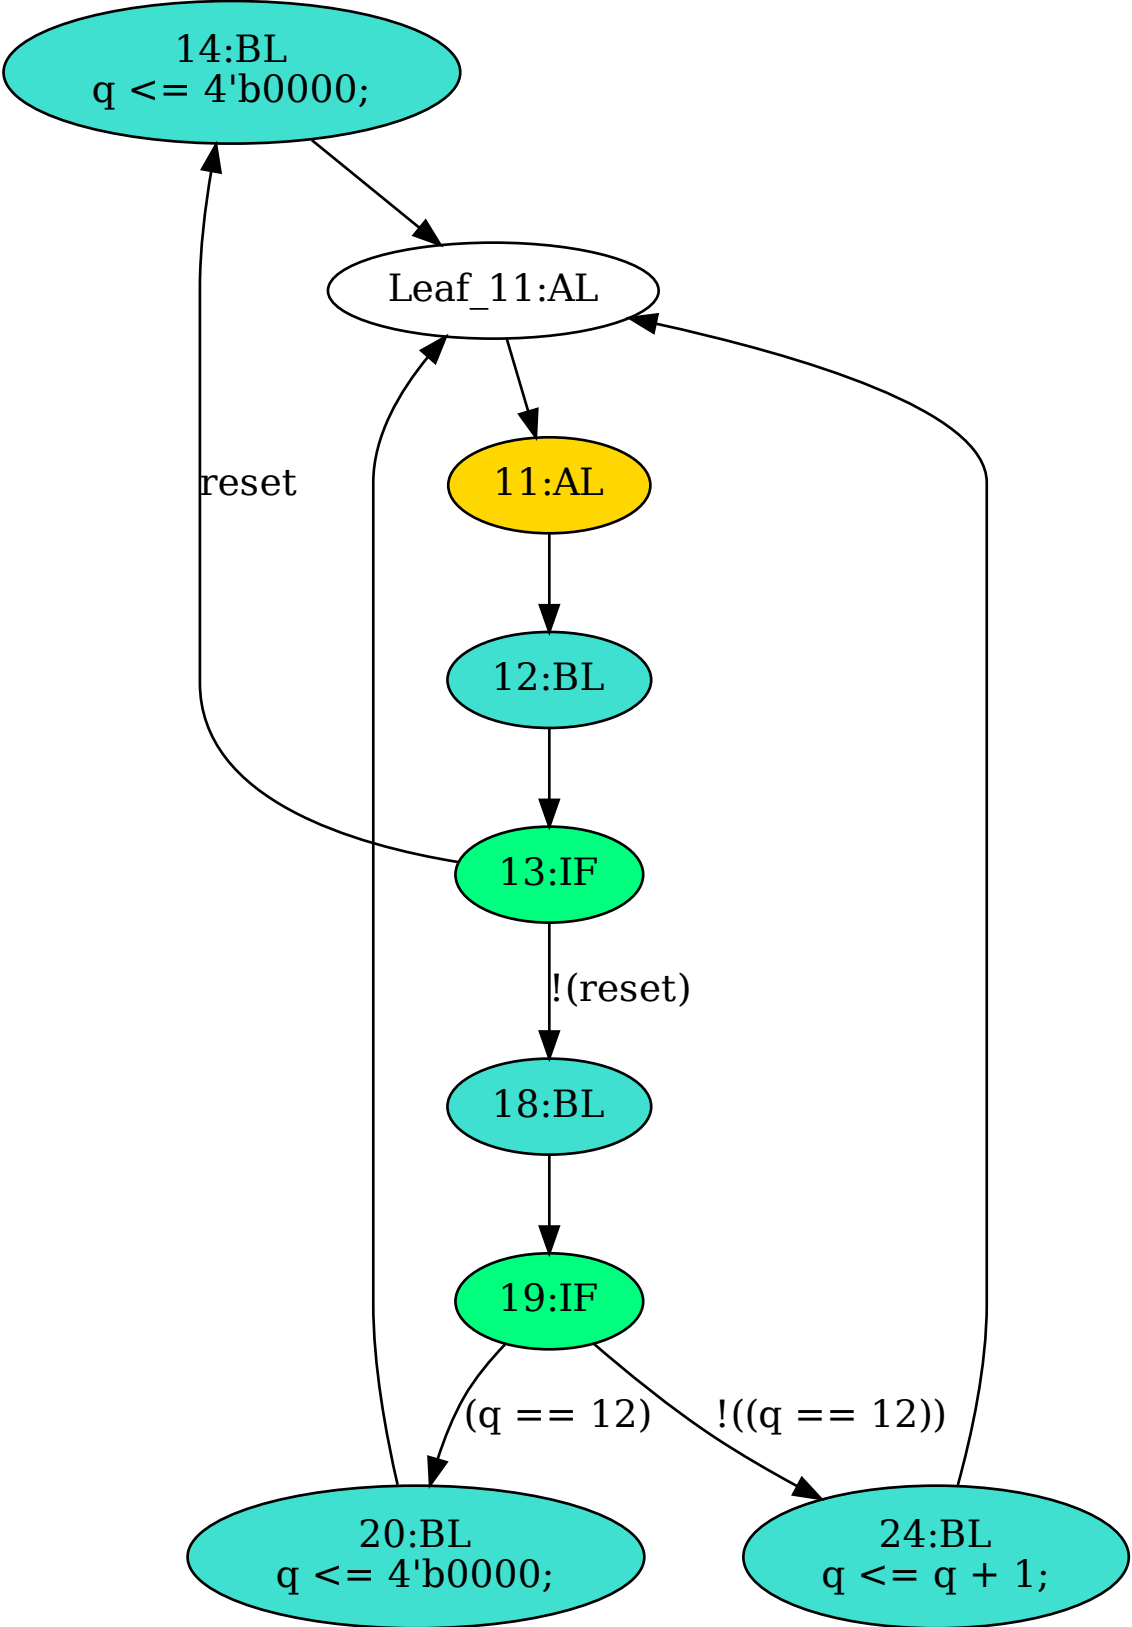 14:BL
q <= 4'b0000;
Leaf_11:AL
reset
11:AL
12:BL
13:IF
!(reset)
18:BL
19:IF
(q == 12)
!((q == 12))
20:BL
q <= 4'b0000;
24:BL
q <= q + 1;